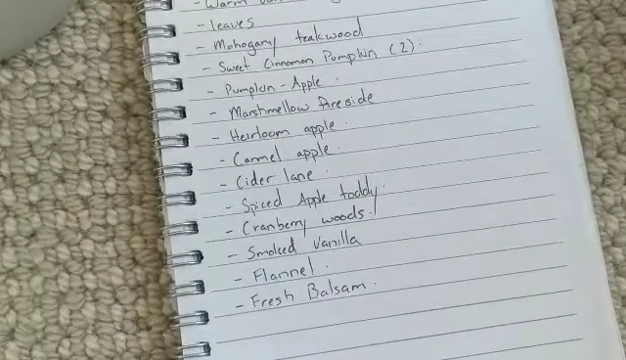 - Warm
- leaves
- Mahogany teakwood
- Sweet Cinnamon Pumpkin (2).
- Pumpkin - Apple.
- Marshmellow fireside
- Heirloom apple.
- Carmel apple.
- Cider lane.
- Spiced Apple toddy.
- Cranberry woods.
- Smoked Vanilla
- Flannel.
- Fresh Balsam.